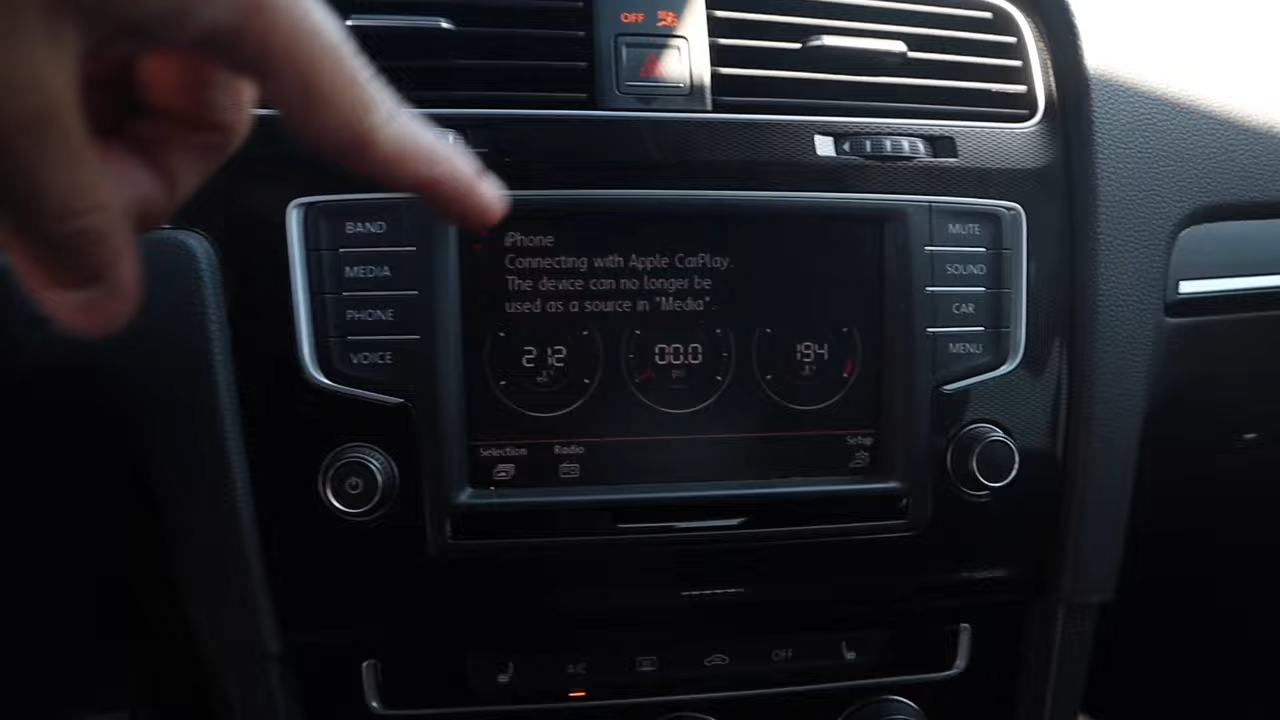 OFF
BAND
MEDIA
PHONE
VOICE
iPhone
Connecting with Apple CarPlay.
The device can no longer be
used as a source in "Media".
212
00.0
psi
194
Selection
Radio
Setup
MUTE
SOUND
CAR
MENU
A/C
OFF